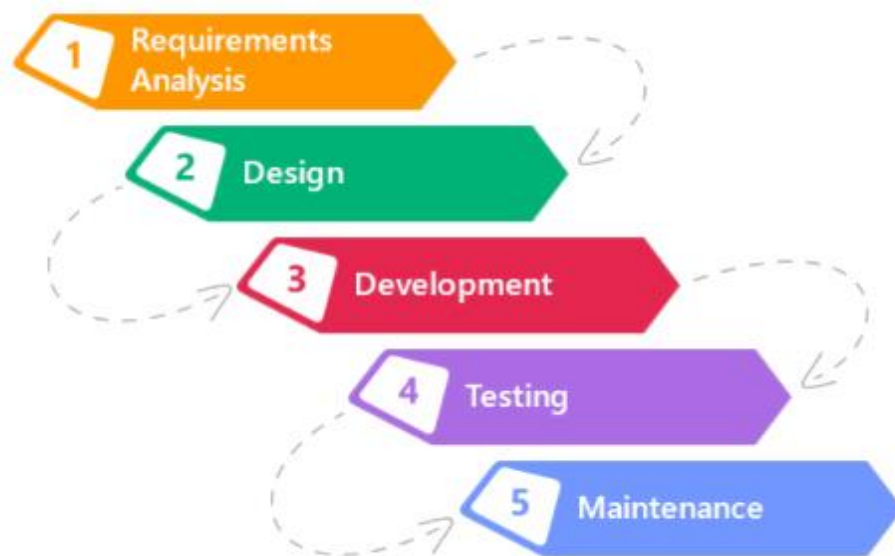 1 Requirements
Analysis
2 Design
3 Development
4 Testing
5 Maintenance